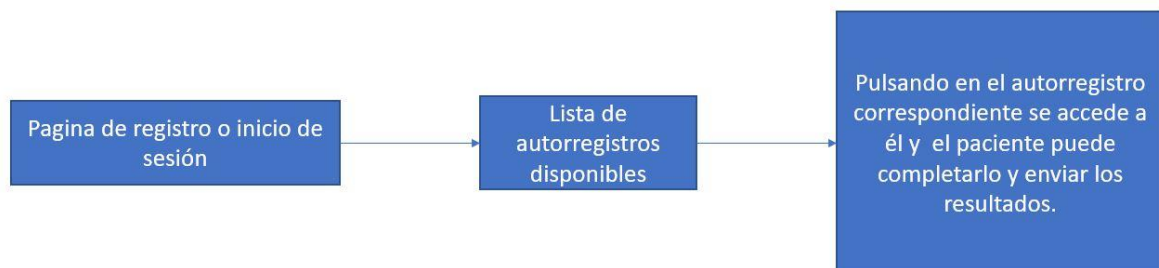 Pagina de registro o inicio de
sesión
Lista de
autorregistros
disponibles
Pulsando en el autorregistro
correspondiente se accede a
él y el paciente puede
completarlo y enviar los
resultados.